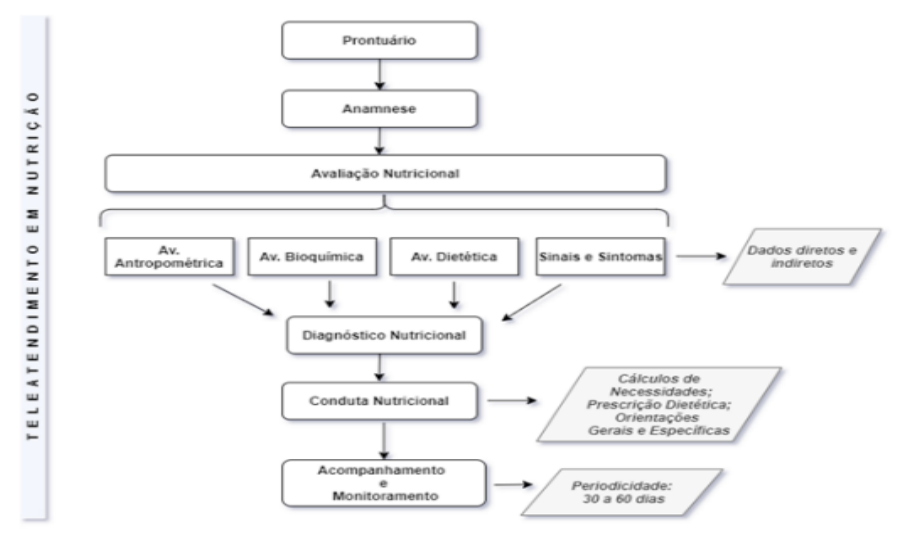 TELEATENDIMENTO EM NUTRIÇÃO
Prontuário
Anamnese
Avaliação Nutricional
Av.
Antropométrica
Av. Bioquímica
Av. Dietética
Sinais e Sintomas
Dados diretos e
indiretos
Diagnóstico Nutricional
Conduta Nutricional
Cálculos de
Necessidades;
Prescrição Dietética;
Orientações
Gerais e Específicas
Acompanhamento
e
Monitoramento
Periodicidade:
30 a 60 dias